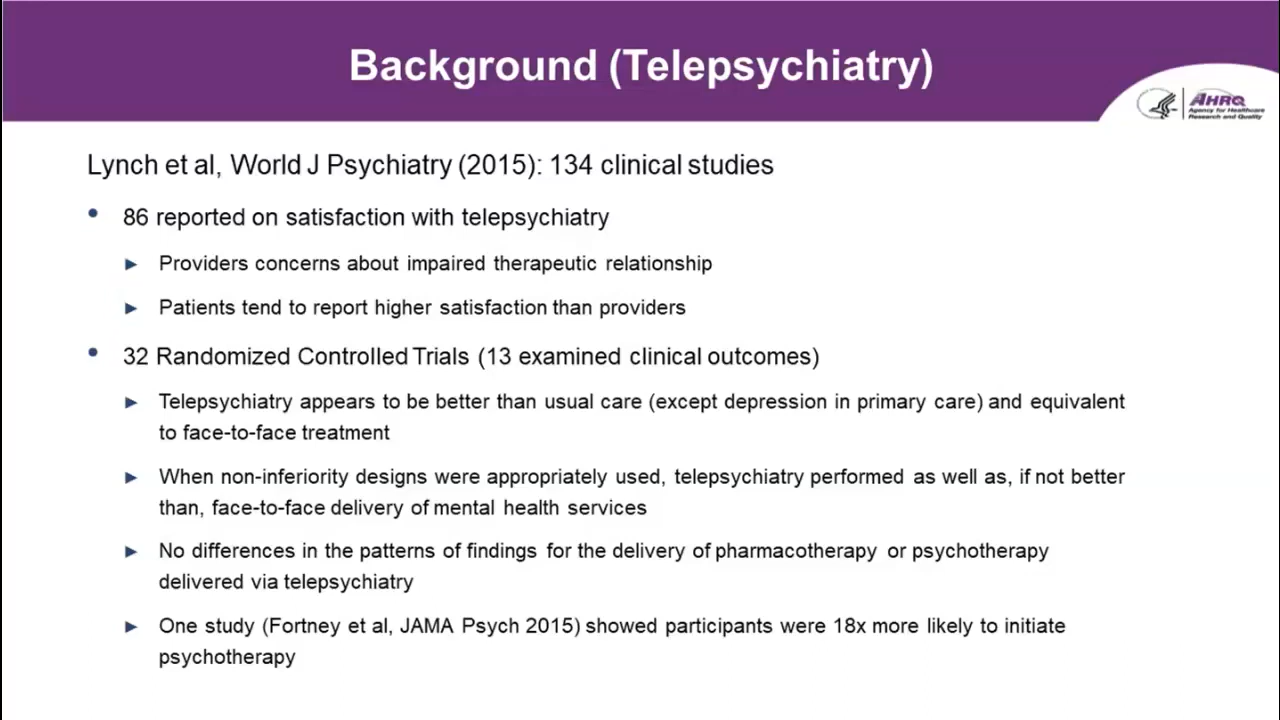 Background (Telepsychiatry)
AHRQ
Agency for Healthcare
Research and Quality
Lynch et al, World J Psychiatry (2015): 134 clinical studies
• 86 reported on satisfaction with telepsychiatry
► Providers concerns about impaired therapeutic relationship
► Patients tend to report higher satisfaction than providers
• 32 Randomized Controlled Trials (13 examined clinical outcomes)
► Telepsychiatry appears to be better than usual care (except depression in primary care) and equivalent
to face-to-face treatment
► When non-inferiority designs were appropriately used, telepsychiatry performed as well as, if not better
than, face-to-face delivery of mental health services
► No differences in the patterns of findings for the delivery of pharmacotherapy or psychotherapy
delivered via telepsychiatry
► One study (Fortney et al, JAMA Psych 2015) showed participants were 18x more likely to initiate
psychotherapy